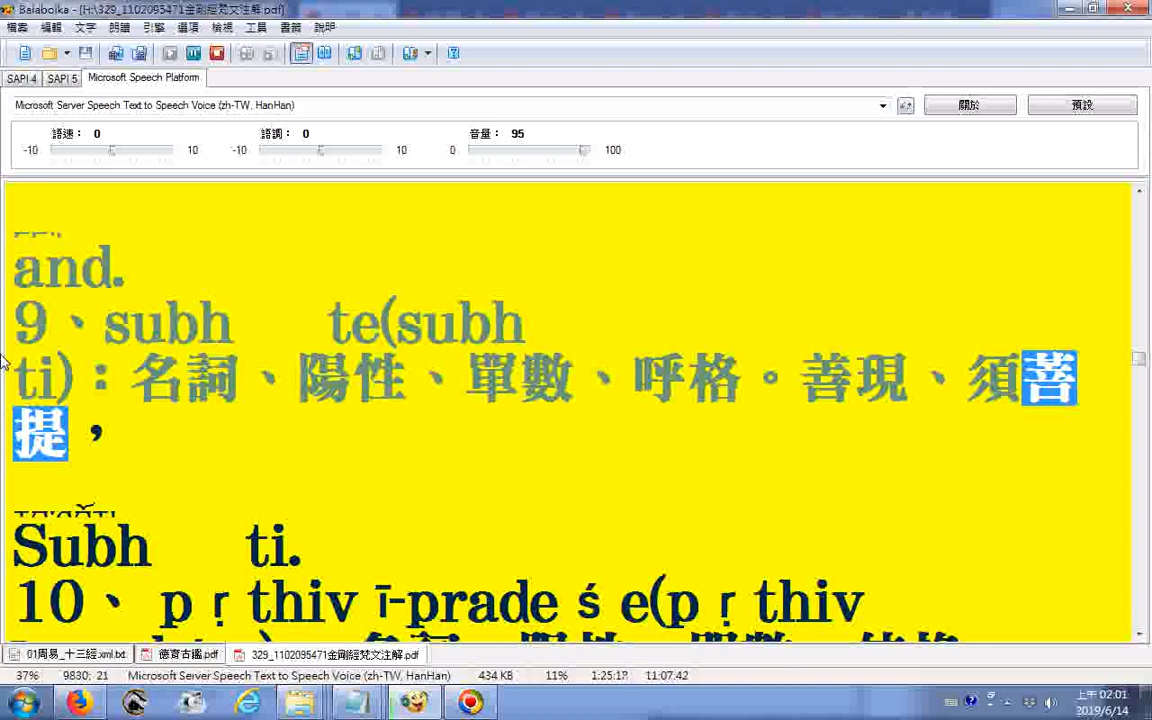 Balabolka - [H:\329_1102095471金剛經梵文注解.pdf]
檔案 編輯 文字 朗讀 引擎 選項 檢視 工具 書籤 說明
SAPI 4 SAPI 5 Microsoft Speech Platform
Microsoft Server Speech Text to Speech Voice (zh-TW, HanHan)
關於 預設
語速： 0 語調： 0 音量： 95
-10 10 -10 10 0 100
and.
9、subh te(subh
ti)：名詞、陽性、單數、呼格。善現、須菩
提，
Subh ti.
10、 p ṛ thiv ī-prade ś e(p ṛ thiv
01周易_十三經.xml.txt 德育古鑑.pdf 329_1102095471金剛經梵文注解.pdf
37% 9830; 21 Microsoft Server Speech Text to Speech Voice (zh-TW, HanHan) 434 KB 11% 11:07:42
上午 02:01
2019/6/14